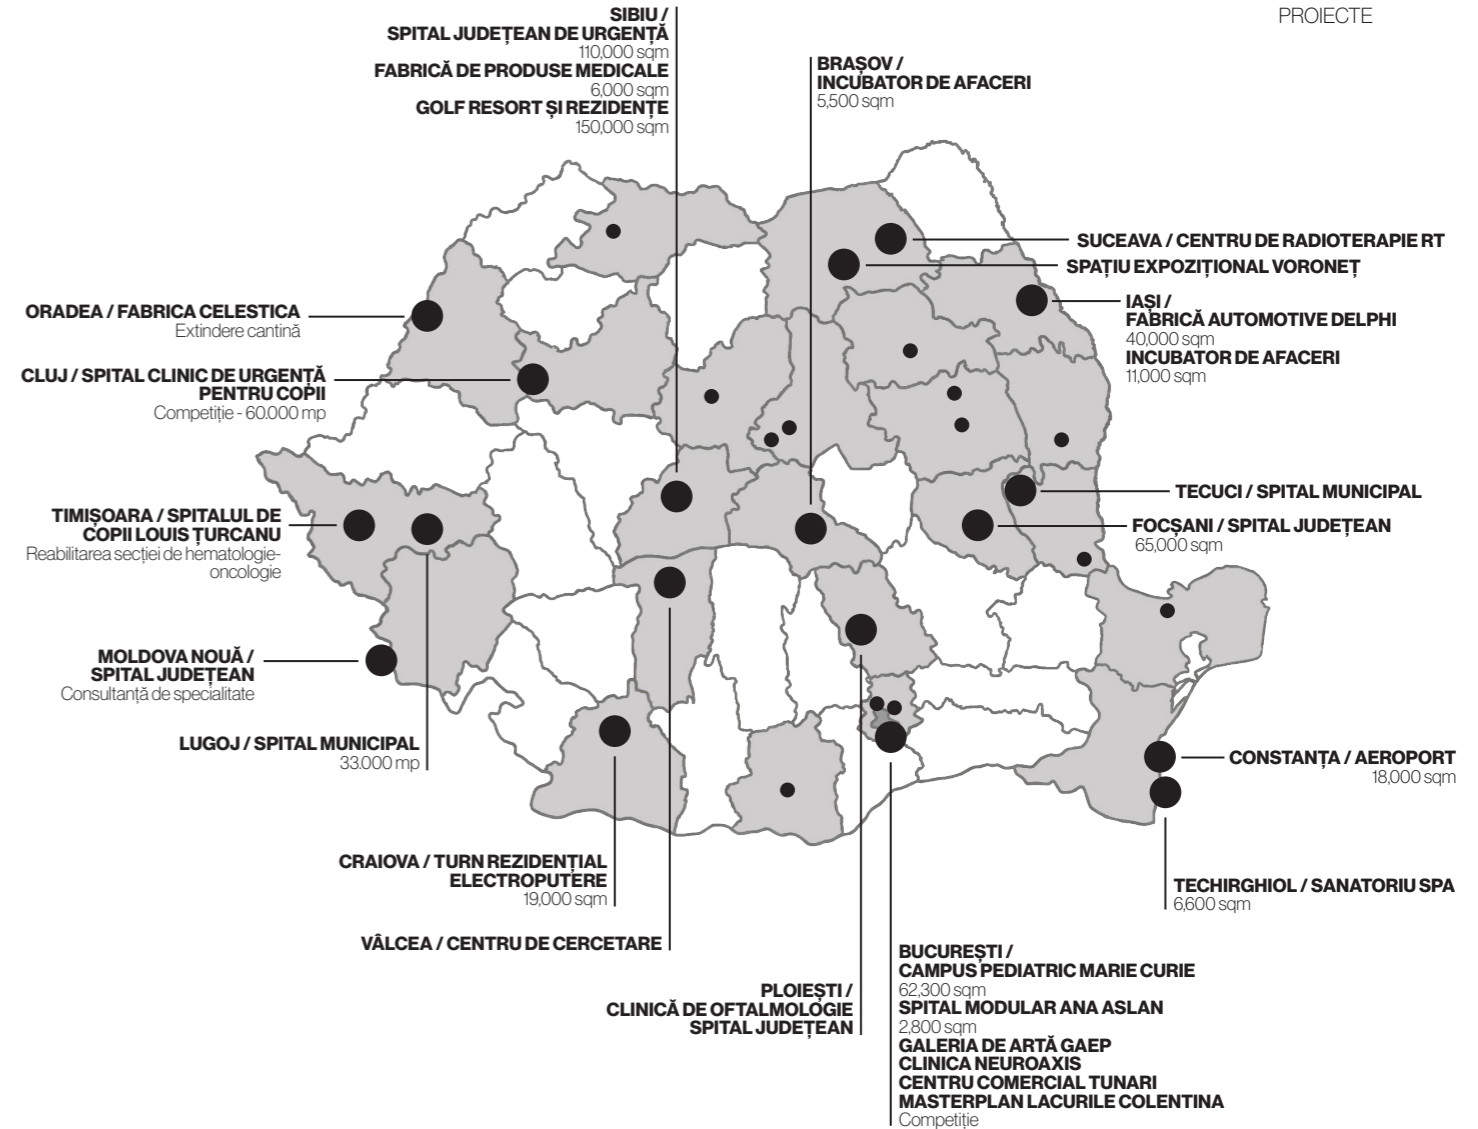 PROIECTE
SIBIU /
SPITAL JUDEȚEAN DE URGENȚĂ
110,000 sqm
FABRICĂ DE PRODUSE MEDICALE
6,000 sqm
GOLF RESORT ȘI REZIDENȚE
150,000 sqm
BRAȘOV /
INCUBATOR DE AFACERI
5,500 sqm
SUCEAVA / CENTRU DE RADIOTERAPIE RT
SPAȚIU EXPOZIȚIONAL VORONEȚ
IAȘI /
FABRICĂ AUTOMOTIVE DELPHI
40,000 sqm
INCUBATOR DE AFACERI
11,000 sqm
ORADEA / FABRICA CELESTICA
Extindere cantină
CLUJ / SPITAL CLINIC DE URGENȚĂ
PENTRU COPII
Competiție - 60.000 mp
TIMIȘOARA / SPITALUL DE
COPII LOUIS ȚURCANU
Reabilitarea secției de hematologie-
oncologie
TECUCI / SPITAL MUNICIPAL
FOCȘANI / SPITAL JUDEȚEAN
65,000 sqm
MOLDOVA NOUĂ /
SPITAL JUDEȚEAN
Consultanță de specialitate
LUGOJ / SPITAL MUNICIPAL
33.000 mp
CONSTANȚA / AEROPORT
18,000 sqm
TECHIRGHIOL / SANATORIU SPA
6,600 sqm
CRAIOVA / TURN REZIDENȚIAL
ELECTROPUTERE
19,000 sqm
VÂLCEA / CENTRU DE CERCETARE
PLOIEȘTI /
CLINICĂ DE OFTALMOLOGIE
SPITAL JUDEȚEAN
BUCUREȘTI /
CAMPUS PEDIATRIC MARIE CURIE
62,300 sqm
SPITAL MODULAR ANA ASLAN
2,800 sqm
GALERIA DE ARTĂ GAEP
CLINICA NEUROAXIS
CENTRU COMERCIAL TUNARI
MASTERPLAN LACURILE COLENTINA
Competiție